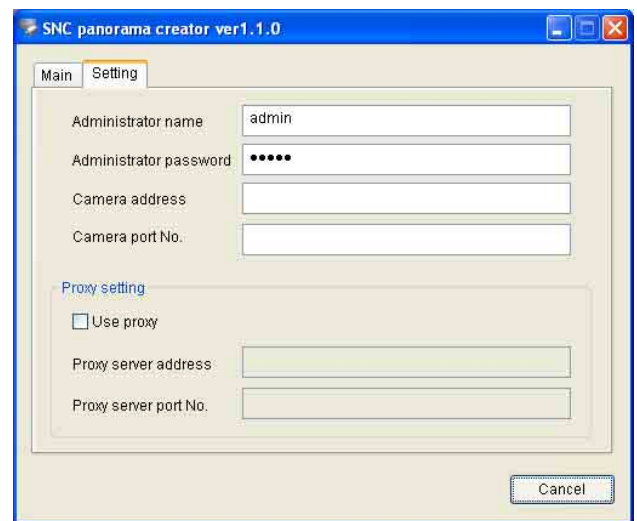 SNC panorama creator ver1.1.0
Main Setting
Administrator name admin
Administrator password •••••
Camera address
Camera port No.
Proxy setting
Use proxy
Proxy server address
Proxy server port No.
Cancel